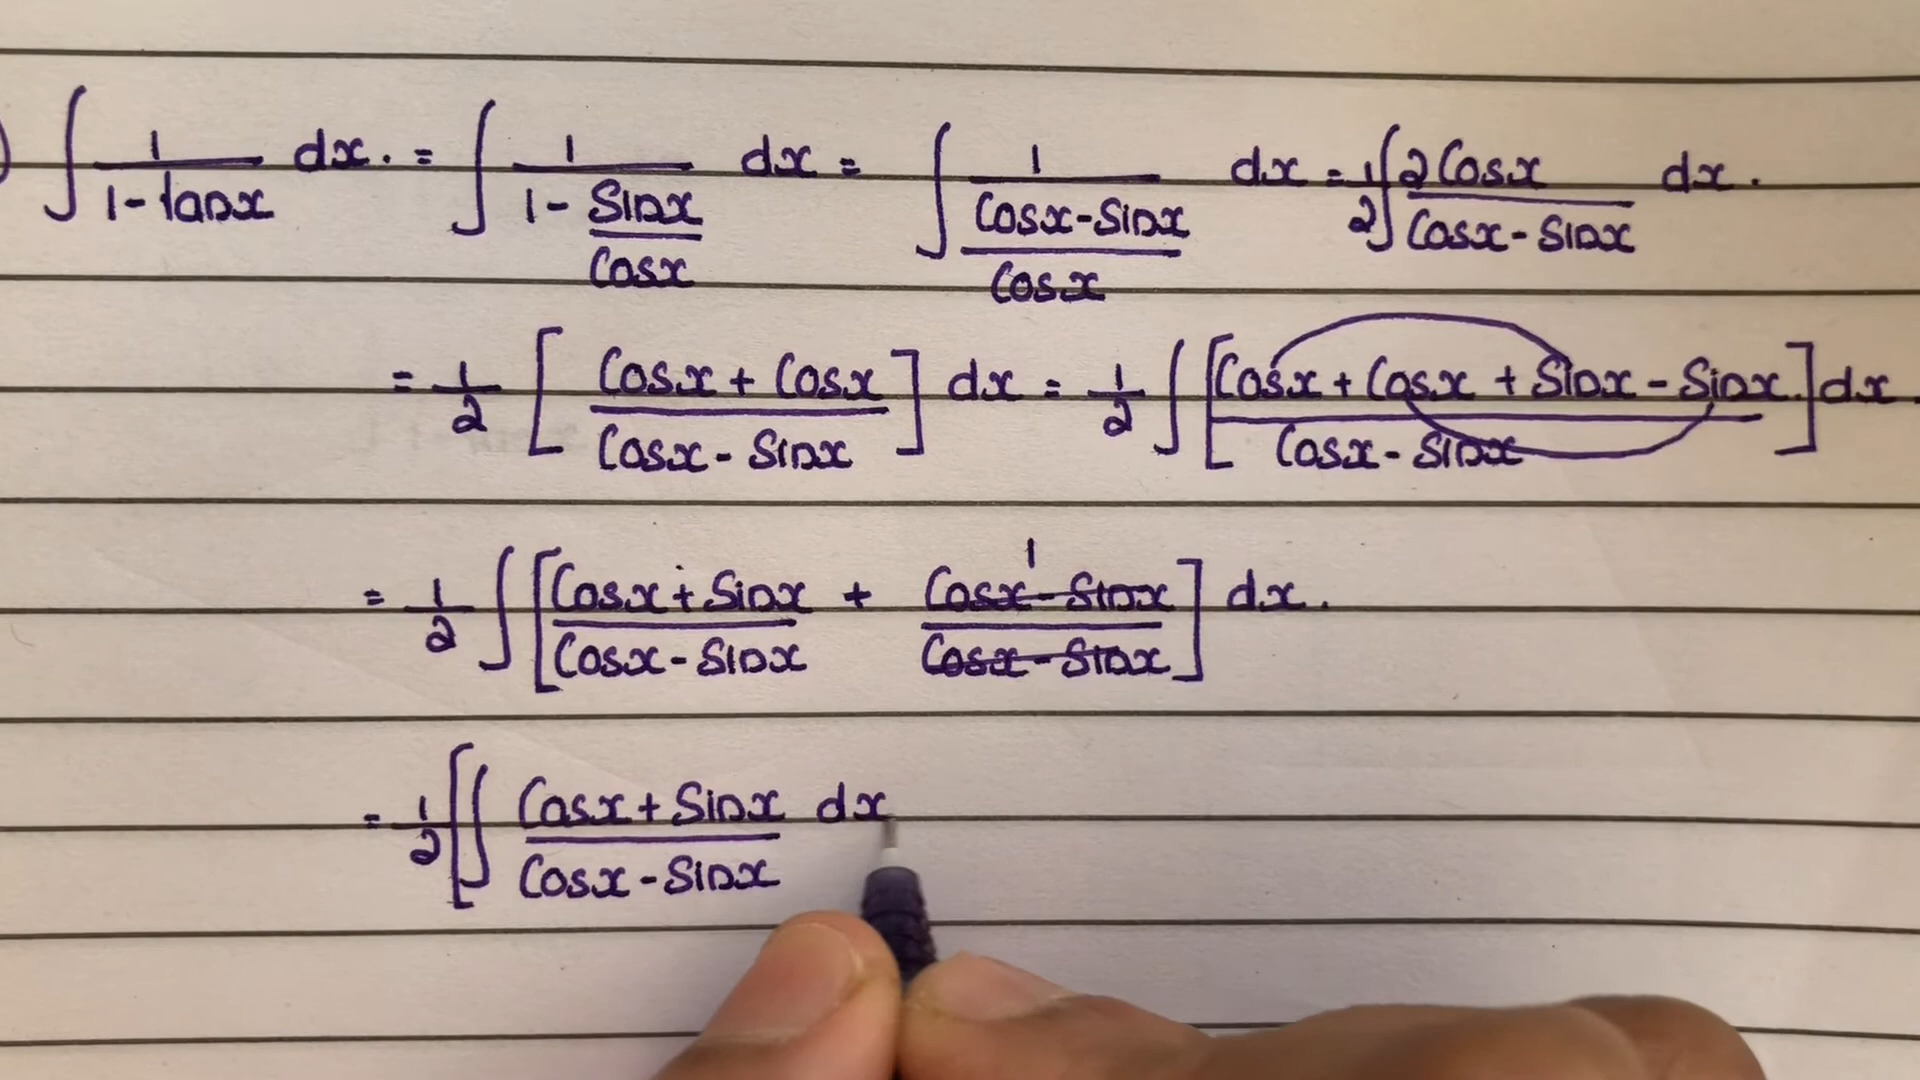 ) ∫ 1/(1 - tanx) dx. = ∫ 1/(1 - Sinx/Cosx) dx = ∫ 1/((Cosx - Sinx)/Cosx) dx = 1/2 ∫ 2Cosx/(Cosx - Sinx) dx.
= 1/2 [ (Cosx + Cosx)/(Cosx - Sinx) ] dx = 1/2 ∫ [ (Cosx + Cosx + Sinx - Sinx.)/(Cosx - Sinx) ] dx.
= 1/2 ∫ [ (Cosx + Sinx)/(Cosx - Sinx) + (Cosx - Sinx)/(Cosx - Sinx) 1 ] dx.
= 1/2 [ ∫ (Cosx + Sinx)/(Cosx - Sinx) dx